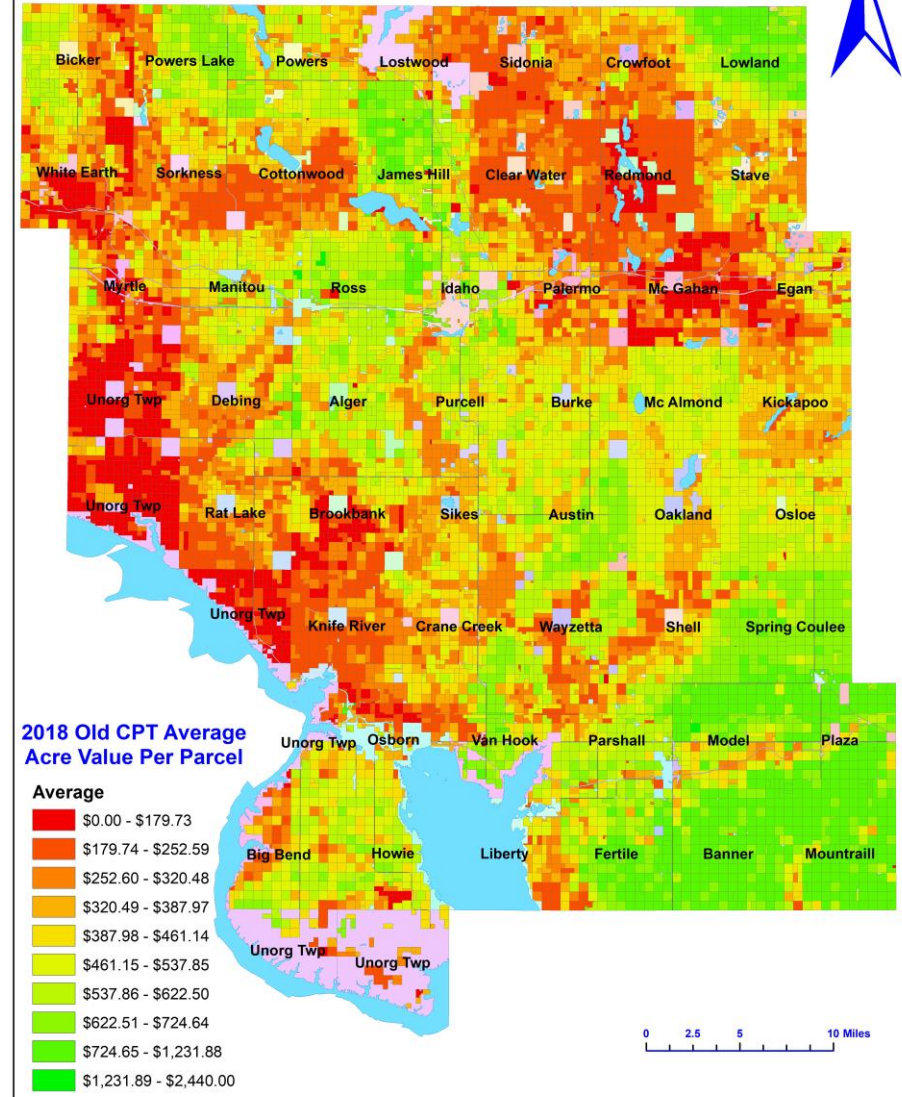 Bicker Powers Lake Powers Lostwood Sidonia Crowfoot Lowland
White Earth Sorkness Cottonwood James Hill Clear Water Redmond Stave
Myrtle Manitou Ross Idaho Palermo Mc Gahan Egan
Unorg Twp Debing Alger Purcell Burke Mc Almond Kickapoo
Unorg Twp Rat Lake Brookbank Sikes Austin Oakland Osloe
Unorg Twp Knife River Crane Creek Wayzetta Shell Spring Coulee
Unorg Twp Osborn Van Hook Parshall Model Plaza
Big Bend Howie Liberty Fertile Banner Mountraill
Unorg Twp Unorg Twp
2018 Old CPT Average
Acre Value Per Parcel
Average
$0.00 - $179.73
$179.74 - $252.59
$252.60 - $320.48
$320.49 - $387.97
$387.98 - $461.14
$461.15 - $537.85
$537.86 - $622.50
$622.51 - $724.64
$724.65 - $1,231.88
$1,231.89 - $2,440.00
0 2.5 5 10 Miles